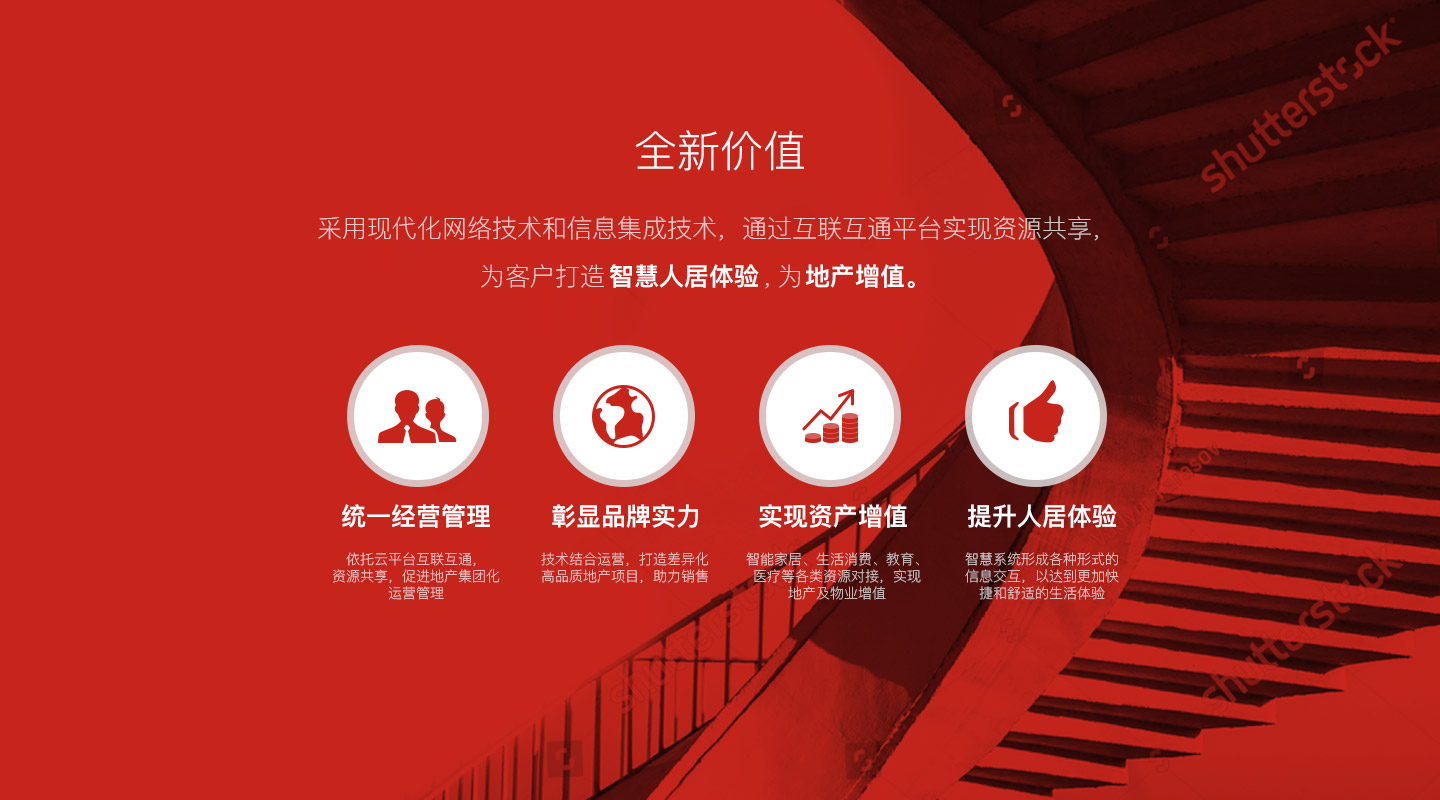 全新价值
采用现代化网络技术和信息集成技术，通过互联互通平台实现资源共享，
为客户打造 智慧人居体验，为 地产增值。
统一经营管理
依托云平台互联互通，
资源共享，促进地产集团化
运营管理
彰显品牌实力
技术结合运营，打造差异化
高品质地产项目，助力销售
实现资产增值
智能家居、生活消费、教育、
医疗等各类资源对接，实现
地产及物业增值
提升人居体验
智慧系统形成各种形式的
信息交互，以达到更加快
捷和舒适的生活体验
shutterstock
shutterstock
shutterstock